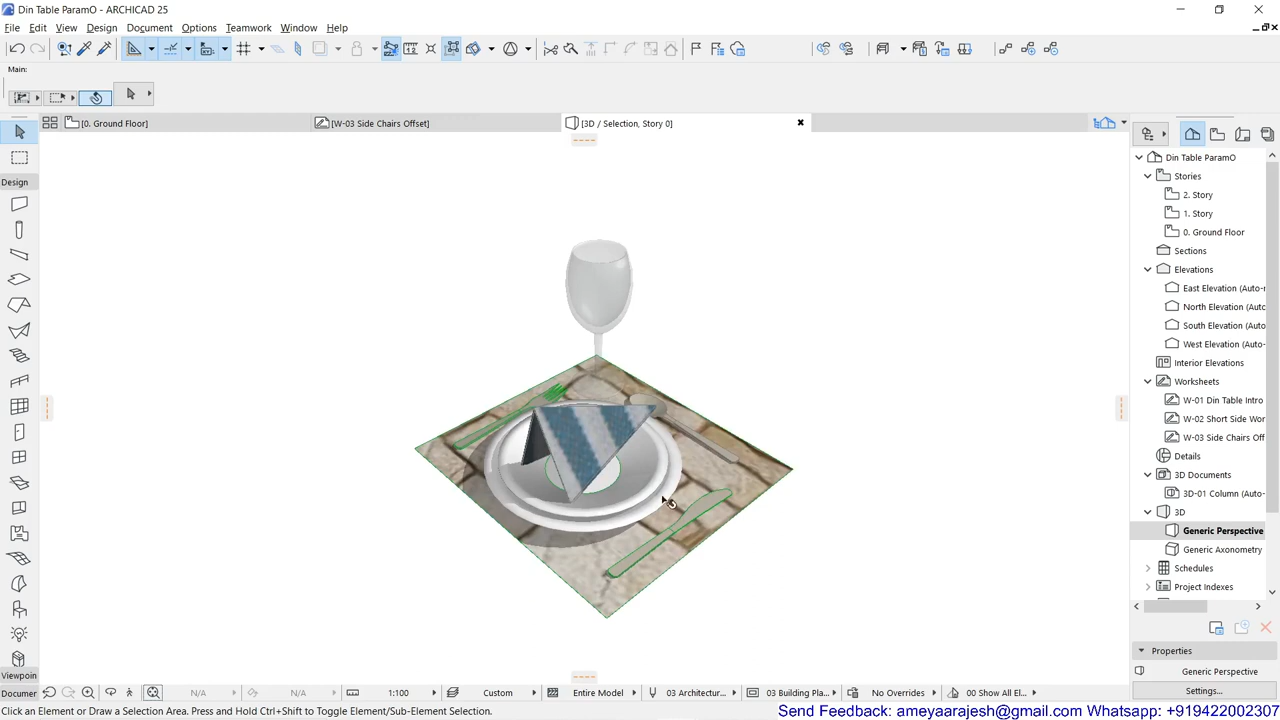 Din Table ParamO - ARCHICAD 25
File Edit View Design Document Options Teamwork Window Help
Main:
[0. Ground Floor] [W-03 Side Chairs Offset] [3D / Selection, Story 0]
Design
Din Table ParamO
Stories
2. Story
1. Story
0. Ground Floor
Sections
Elevations
East Elevation (Auto-r
North Elevation (Auto-
South Elevation (Auto-
West Elevation (Auto-
Interior Elevations
Worksheets
W-01 Din Table Intro
W-02 Short Side Wor
W-03 Side Chairs Off
Details
3D Documents
3D-01 Column (Auto-
3D
Generic Perspective
Generic Axonometry
Schedules
Project Indexes
Properties
Generic Perspective
Settings...
Viewpoin
Document N/A N/A 1:100 Custom Entire Model 03 Architectur... 03 Building Pla... No Overrides 00 Show All El...
Click an Element or Draw a Selection Area. Press and Hold Ctrl+Shift to Toggle Element/Sub-Element Selection.
Send Feedback: ameyaarajesh@gmail.com Whatsapp: +919422002307